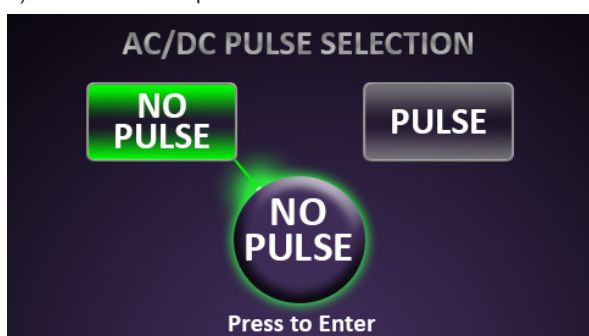 AC/DC PULSE SELECTION
NO
PULSE
PULSE
NO
PULSE
Press to Enter